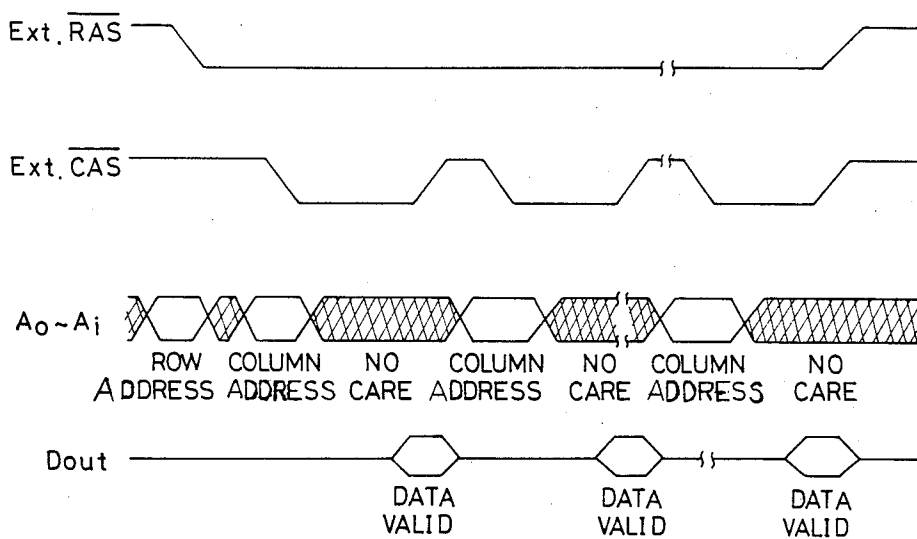 Ext. RAS
Ext. CAS
Ao~Ai
ROW COLUMN NO COLUMN NO COLUMN NO
ADDRESS ADDRESS CARE ADDRESS CARE ADDRESS CARE
Dout
DATA DATA DATA
VALID VALID VALID